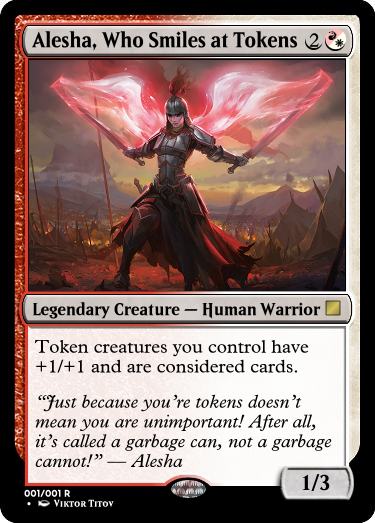 Alesha, Who Smiles at Tokens 2
Legendary Creature — Human Warrior
Token creatures you control have
+1/+1 and are considered cards.
“Just because you’re tokens doesn’t
mean you are unimportant! After all,
it’s called a garbage can, not a garbage
cannot!” — Alesha
1/3
001/001 R
• Viktor Titov